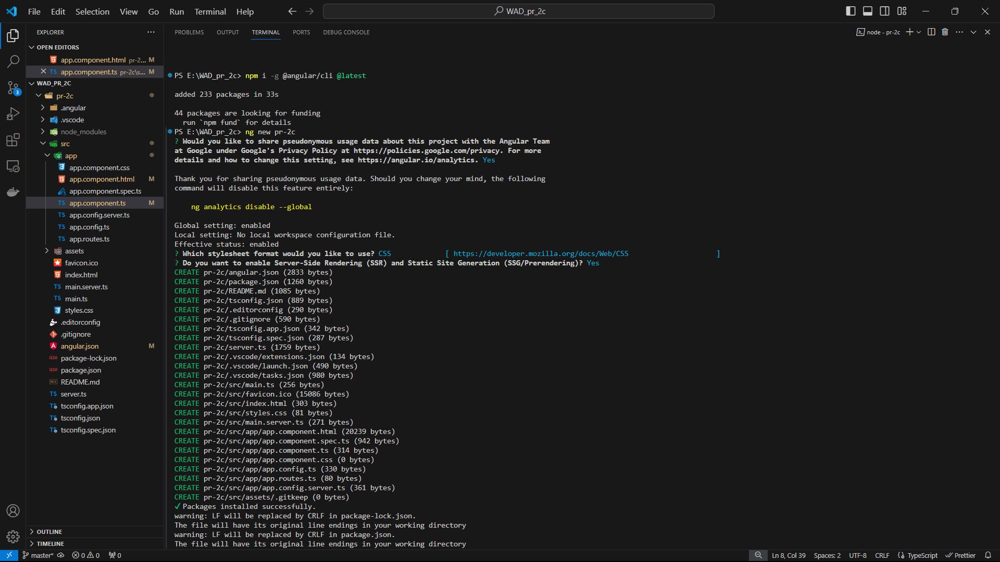 File Edit Selection View Go Run Terminal Help
WAD_pr_2c
EXPLORER
OPEN EDITORS
app.component.html pr-2... M
TS app.component.ts pr-2c\s... M
WAD_PR_2C
pr-2c
.angular
.vscode
node_modules
src
app
app.component.css
app.component.html M
app.component.spec.ts
TS app.component.ts M
TS app.config.server.ts
TS app.config.ts
TS app.routes.ts
assets
favicon.ico
index.html
TS main.server.ts
TS main.ts
styles.css
.editorconfig
.gitignore
angular.json M
package-lock.json
package.json
README.md
TS server.ts
tsconfig.app.json
tsconfig.json
tsconfig.spec.json
OUTLINE
TIMELINE
3
PROBLEMS OUTPUT TERMINAL PORTS DEBUG CONSOLE
node - pr-2c
PS E:\WAD_pr_2c> npm i -g @angular/cli @latest
added 233 packages in 33s
44 packages are looking for funding
run `npm fund` for details
PS E:\WAD_pr_2c> ng new pr-2c
? Would you like to share pseudonymous usage data about this project with the Angular Team
at Google under Google's Privacy Policy at https://policies.google.com/privacy. For more
details and how to change this setting, see https://angular.io/analytics. Yes
Thank you for sharing pseudonymous usage data. Should you change your mind, the following
command will disable this feature entirely:
ng analytics disable --global
Global setting: enabled
Local setting: No local workspace configuration file.
Effective status: enabled
? Which stylesheet format would you like to use? CSS [ https://developer.mozilla.org/docs/Web/CSS ]
? Do you want to enable Server-Side Rendering (SSR) and Static Site Generation (SSG/Prerendering)? Yes
CREATE pr-2c/angular.json (2833 bytes)
CREATE pr-2c/package.json (1260 bytes)
CREATE pr-2c/README.md (1085 bytes)
CREATE pr-2c/tsconfig.json (889 bytes)
CREATE pr-2c/.editorconfig (290 bytes)
CREATE pr-2c/.gitignore (590 bytes)
CREATE pr-2c/tsconfig.app.json (342 bytes)
CREATE pr-2c/tsconfig.spec.json (287 bytes)
CREATE pr-2c/server.ts (1759 bytes)
CREATE pr-2c/.vscode/extensions.json (134 bytes)
CREATE pr-2c/.vscode/launch.json (490 bytes)
CREATE pr-2c/.vscode/tasks.json (980 bytes)
CREATE pr-2c/src/main.ts (256 bytes)
CREATE pr-2c/src/favicon.ico (15086 bytes)
CREATE pr-2c/src/index.html (303 bytes)
CREATE pr-2c/src/styles.css (81 bytes)
CREATE pr-2c/src/main.server.ts (271 bytes)
CREATE pr-2c/src/app/app.component.html (20239 bytes)
CREATE pr-2c/src/app/app.component.spec.ts (942 bytes)
CREATE pr-2c/src/app/app.component.ts (314 bytes)
CREATE pr-2c/src/app/app.component.css (0 bytes)
CREATE pr-2c/src/app/app.config.ts (330 bytes)
CREATE pr-2c/src/app/app.routes.ts (80 bytes)
CREATE pr-2c/src/app/app.config.server.ts (361 bytes)
CREATE pr-2c/src/assets/.gitkeep (0 bytes)
✓ Packages installed successfully.
warning: LF will be replaced by CRLF in package-lock.json.
The file will have its original line endings in your working directory
warning: LF will be replaced by CRLF in package.json.
The file will have its original line endings in your working directory
master* 0 0 0 Ln 8, Col 39 Spaces: 2 UTF-8 CRLF {} TypeScript Prettier